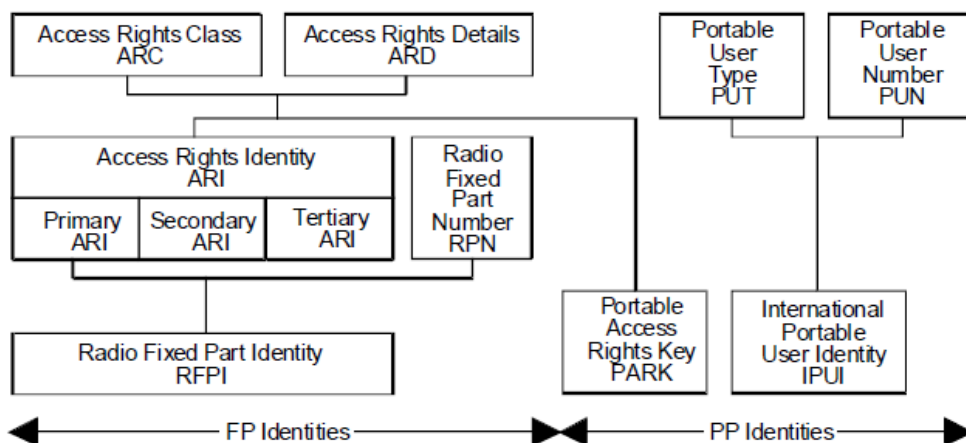 Access Rights Class
ARC
Access Rights Details
ARD
Portable
User
Type
PUT
Portable
User
Number
PUN
Access Rights Identity
ARI
Primary
ARI
Secondary
ARI
Tertiary
ARI
Radio
Fixed
Part
Number
RPN
Radio Fixed Part Identity
RFPI
Portable
Access
Rights Key
PARK
International
Portable
User Identity
IPUI
FP Identities
PP Identities